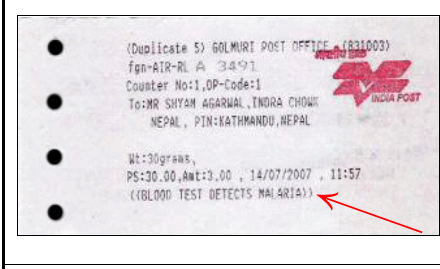 (Duplicate 5) GOLMURI POST OFFICE (831003)
fgn-AIR-RL A 3491
Counter No:1,OP-Code:1
To:MR SHYAM AGARWAL,INDRA CHOWK
NEPAL, PIN:KATHMANDU,NEPAL
INDIA POST
Wt:30grams,
PS:30.00,Amt:3.00 , 14/07/2007 , 11:57
((BLOOD TEST DETECTS MALARIA))